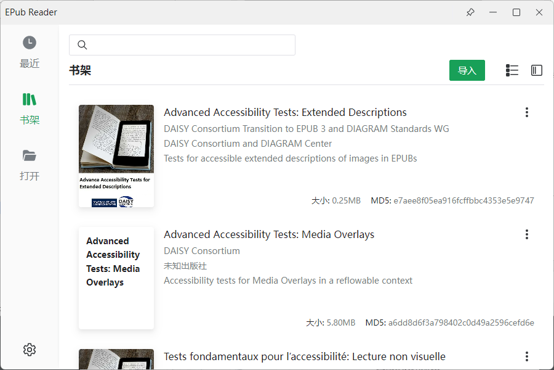 EPub Reader
最近
书架
打开
书架
导入
Advanced Accessibility Tests: Extended Descriptions
DAISY Consortium Transition to EPUB 3 and DIAGRAM Standards WG
DAISY Consortium and DIAGRAM Center
Tests for accessible extended descriptions of images in EPUBs
大小: 0.25MB MD5: e7aee8f05ea916fcffbbc4353e5e9747
Advance Accessibility Tests for
Extended Descriptions
DAISY
Advanced Accessibility Tests: Media Overlays
DAISY Consortium
未知出版社
Accessibility tests for Media Overlays in a reflowable context
大小: 5.80MB MD5: a6dd8d6f3a798402c0d49a2596cefd6e
Advanced
Accessibility
Tests: Media
Overlays
Tests fondamentaux pour l'accessibilité: Lecture non visuelle